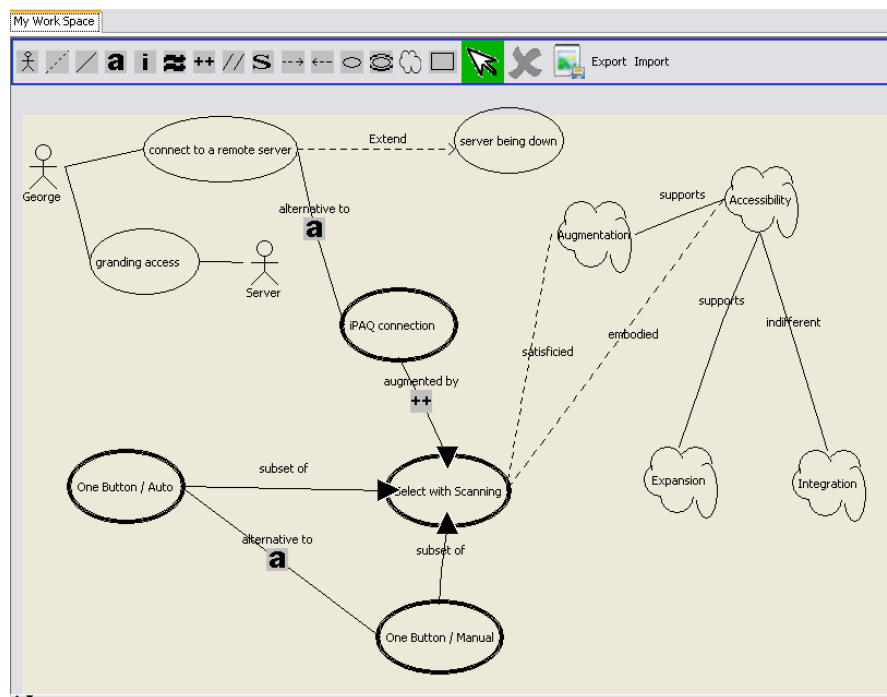 My Work Space
a i ++ // S Export Import
Extend
connect to a remote server
server being down
George
supports
Accessibility
alternative to
a
Augmentation
granding access
Server
supports
iPAQ connection
indifferent
embodied
satisficied
augmented by
++
subset of
One Button / Auto
Select with Scanning
Expansion
Integration
alternative to
a
subset of
One Button / Manual